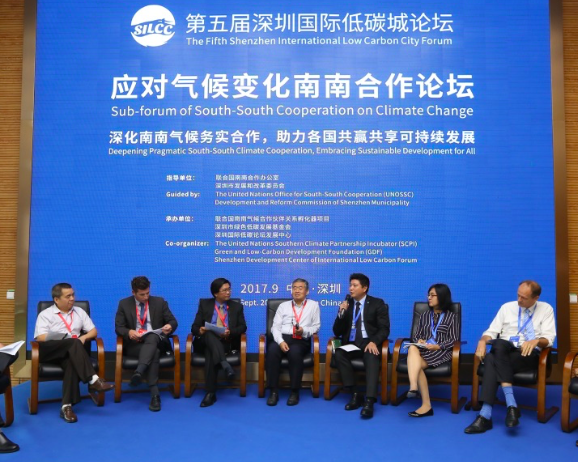 SILCC
第五届深圳国际低碳城论坛
The Fifth Shenzhen International Low Carbon City Forum
应对气候变化南南合作论坛
Sub-forum of South-South Cooperation on Climate Change
深化南南气候务实合作，助力各国共赢共享可持续发展
Deepening Pragmatic South-South Climate Cooperation, Embracing Sustainable Development for All
指导单位： 联合国南南合作办公室
深圳市发展和改革委员会
Guided by: The United Nations Office for South-South Cooperation (UNOSSC)
Development and Reform Commission of Shenzhen Municipality
承办单位： 联合国南南气候合作伙伴关系孵化器项目
深圳市绿色低碳发展基金会
深圳国际低碳论坛发展中心
Co-organizer: The United Nations Southern Climate Partnership Incubator (SCPI)
Green and Low-Carbon Development Foundation (GDF)
Shenzhen Development Center of International Low Carbon Forum
2017.9 中 深圳
Sept. China